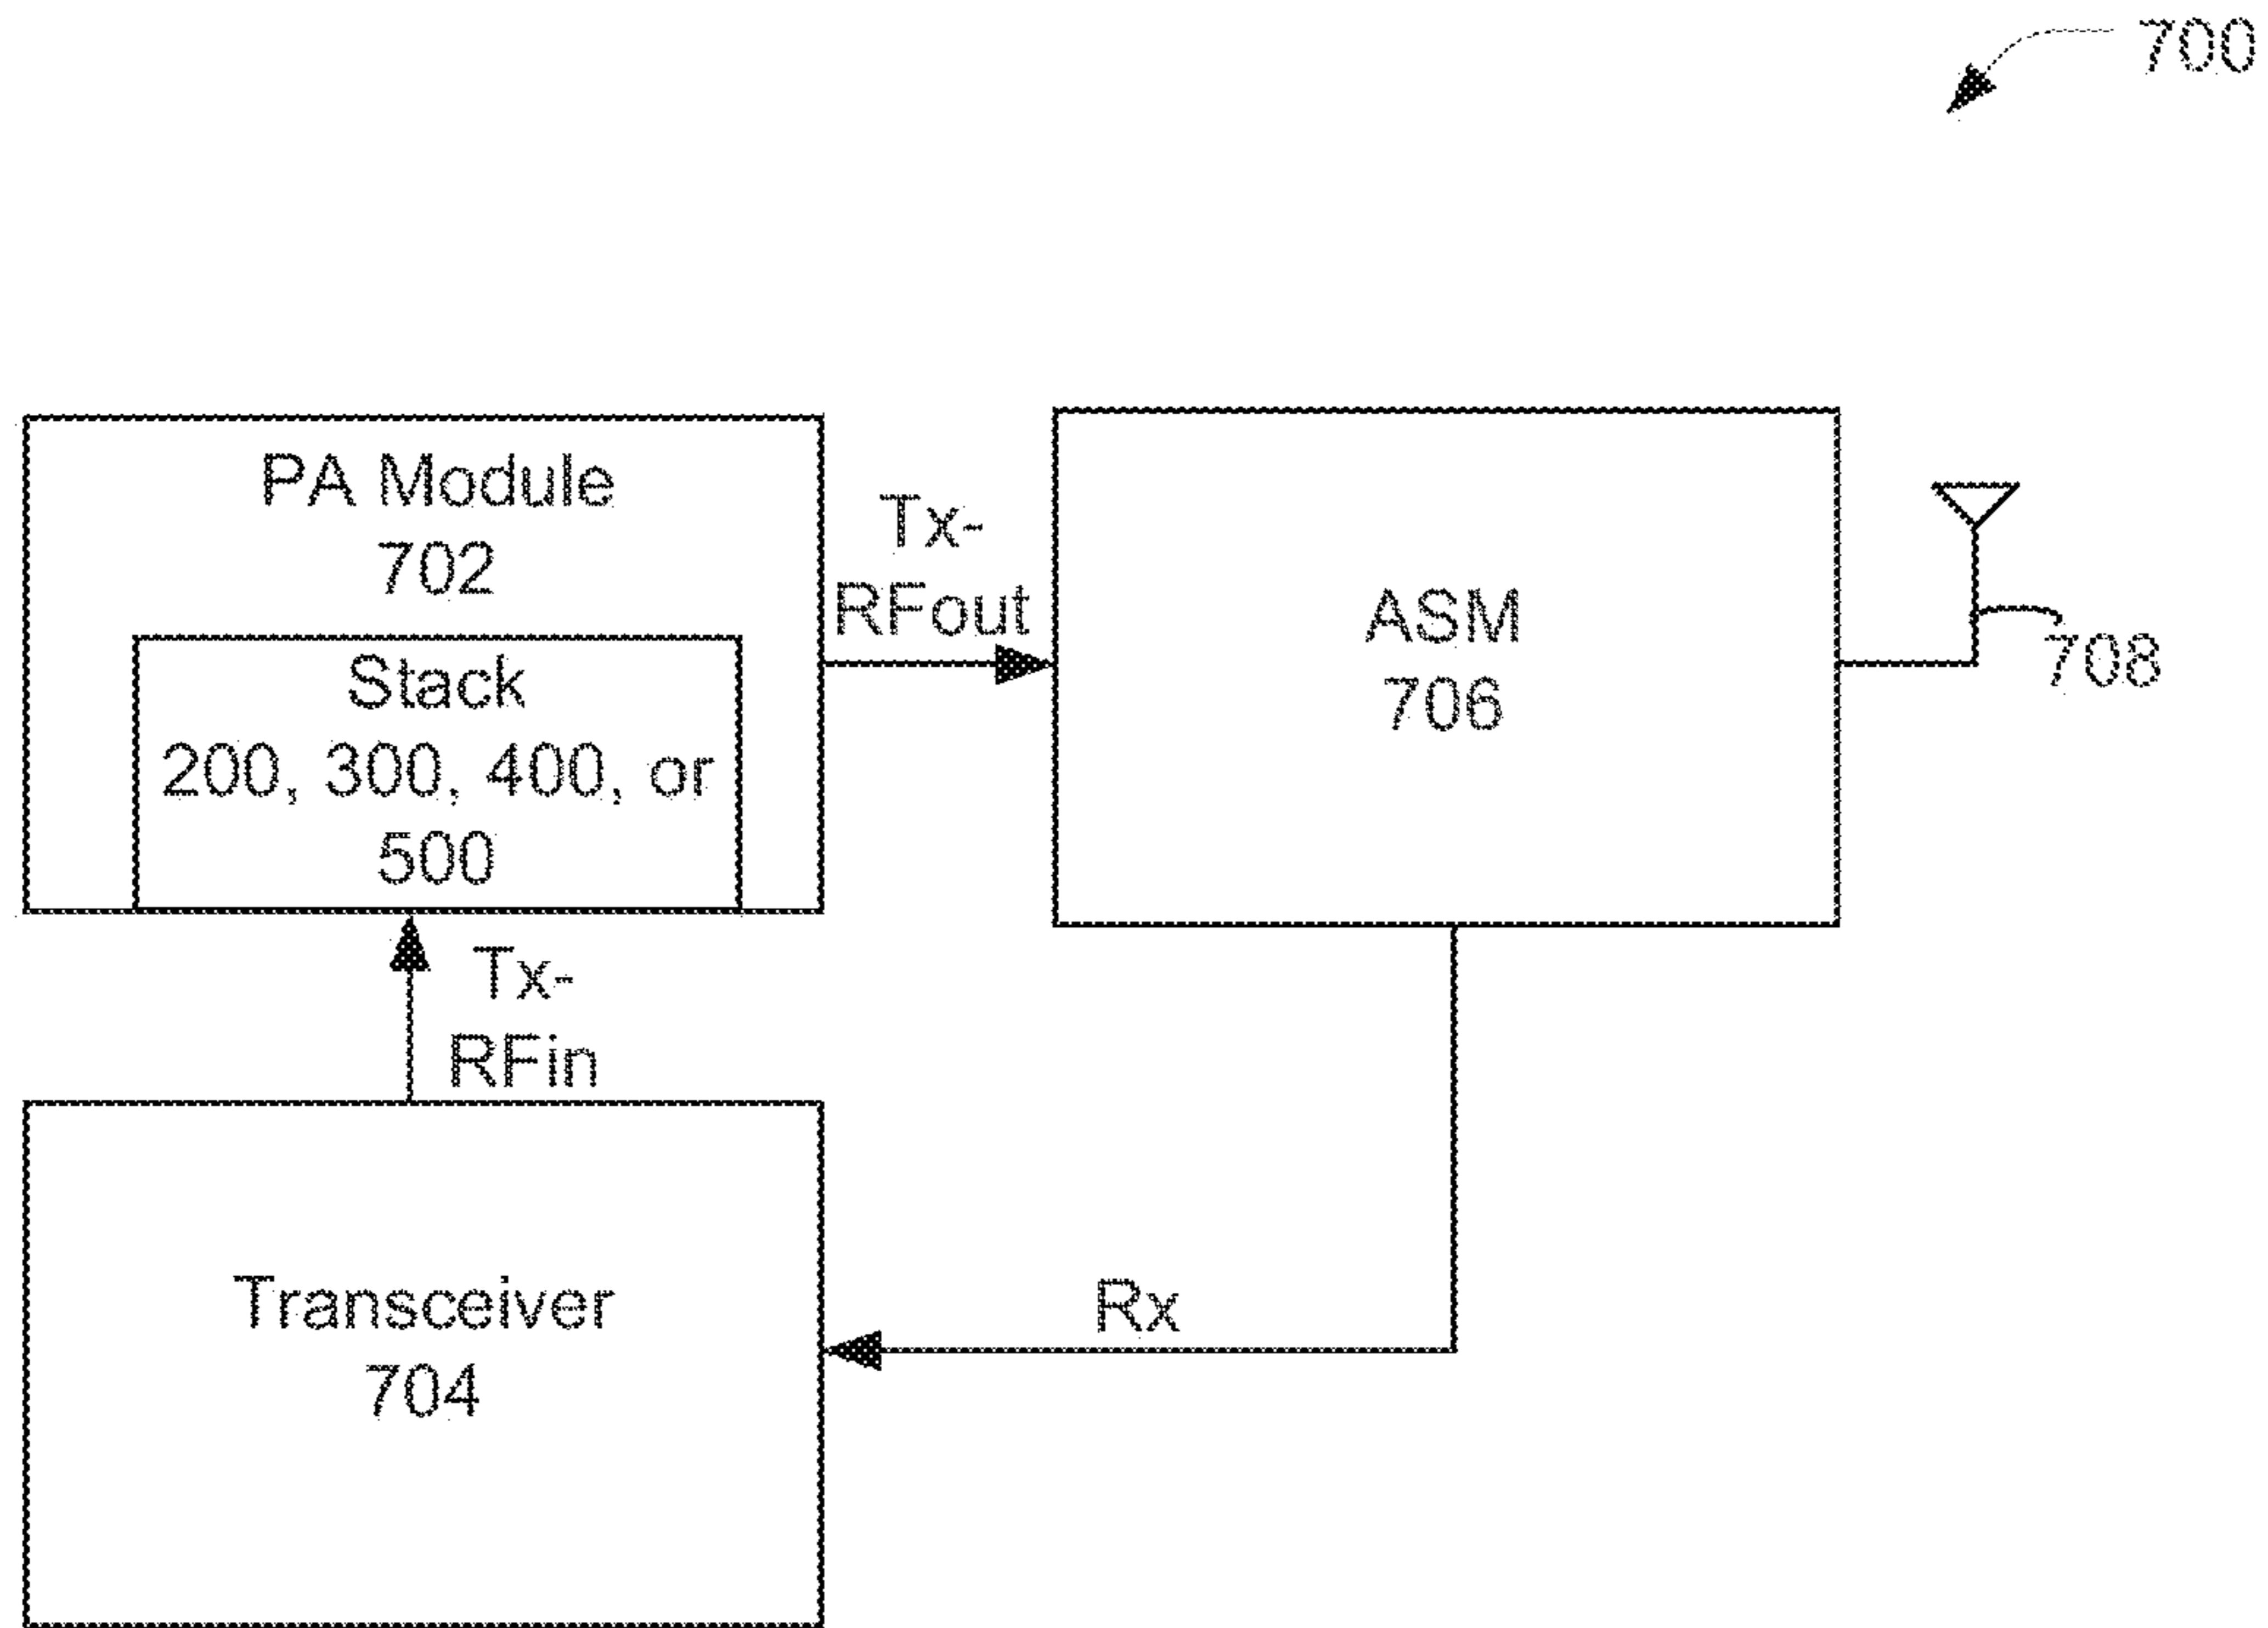 700
PA Module
702
Stack
200, 300, 400, or
500
Tx-
RFout
ASM
706
708
Tx-
RFin
Transceiver
704
Rx